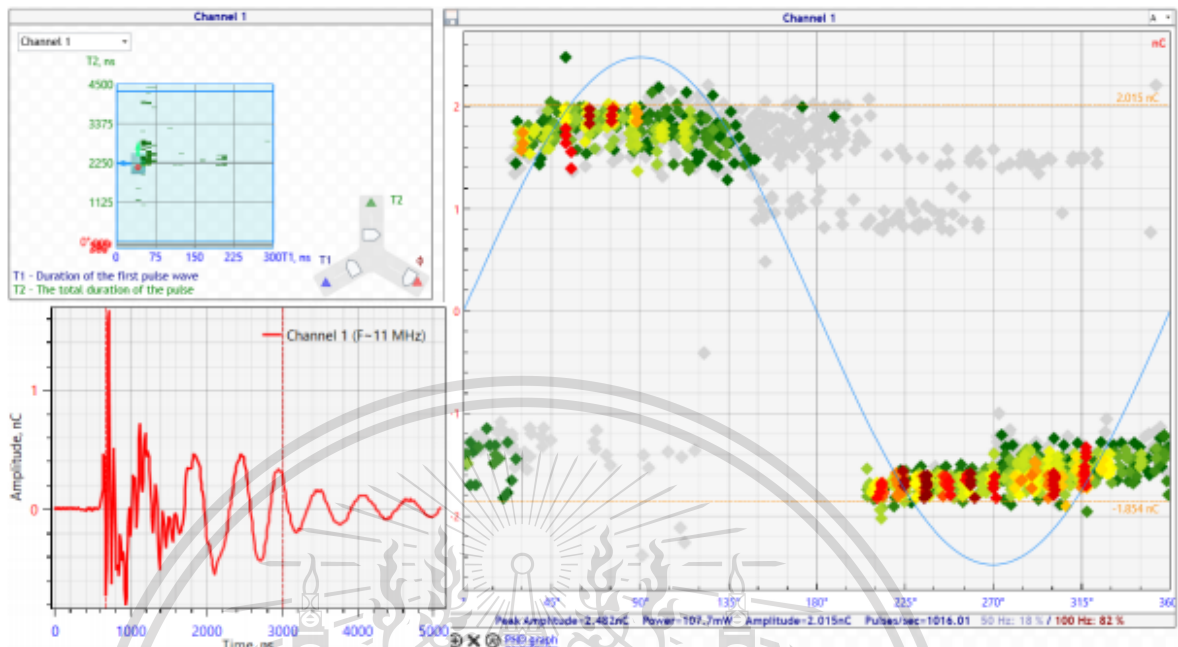 Channel 1
Channel 1
T2, ns
4500
3375
2250
1125
0
75
150
225
300
T1, ns
T2
T1
ϕ
T1 - Duration of the first pulse wave
T2 - The total duration of the pulse
Channel 1 (F~11 MHz)
Amplitude, nC
1
0
0
1000
2000
3000
4000
5000
Time, ns
Channel 1
A
nC
2
1
0
-1
-2
2.015 nC
-1.854 nC
45°
90°
135°
180°
225°
270°
315°
360
Peak Amplitude=2.482nC Power=107.7mW Amplitude=2.015nC Pulses/sec=1016.01 50 Hz: 18 % / 100 Hz: 82 %
PRPD graph